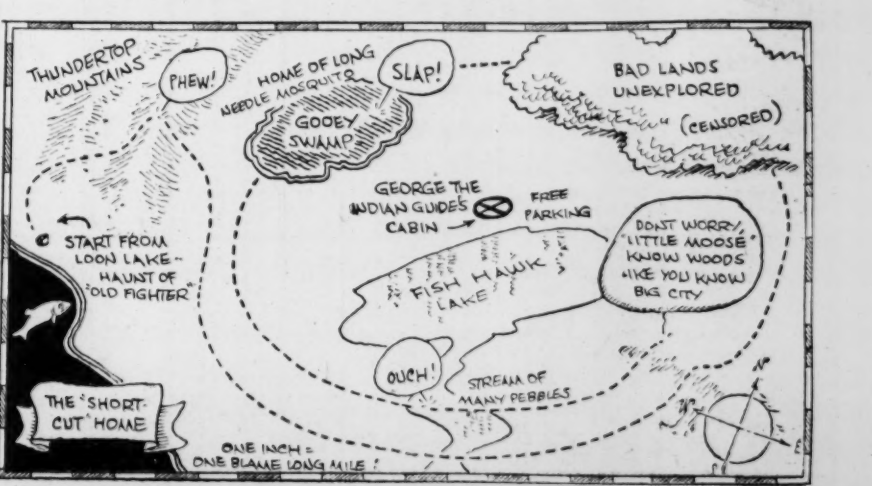 THUNDERTOP
MOUNTAINS
PHEW!
HOME OF LONG
NEEDLE MOSQUITO
SLAP!
GOOEY
SWAMP
BAD LANDS
UNEXPLORED
(CENSORED)
GEORGE THE
INDIAN GUIDE'S
CABIN
FREE
PARKING
START FROM
LOON LAKE-
HAUNT OF
"OLD FIGHTER"
FISH HAWK
LAKE
DONT WORRY,
"LITTLE MOOSE"
KNOW WOODS
LIKE YOU KNOW
BIG CITY
OUCH!
STREAM OF
MANY PEBBLES
THE "SHORT-
CUT" HOME
ONE INCH =
ONE BLAME LONG MILE!
N
W
E
S